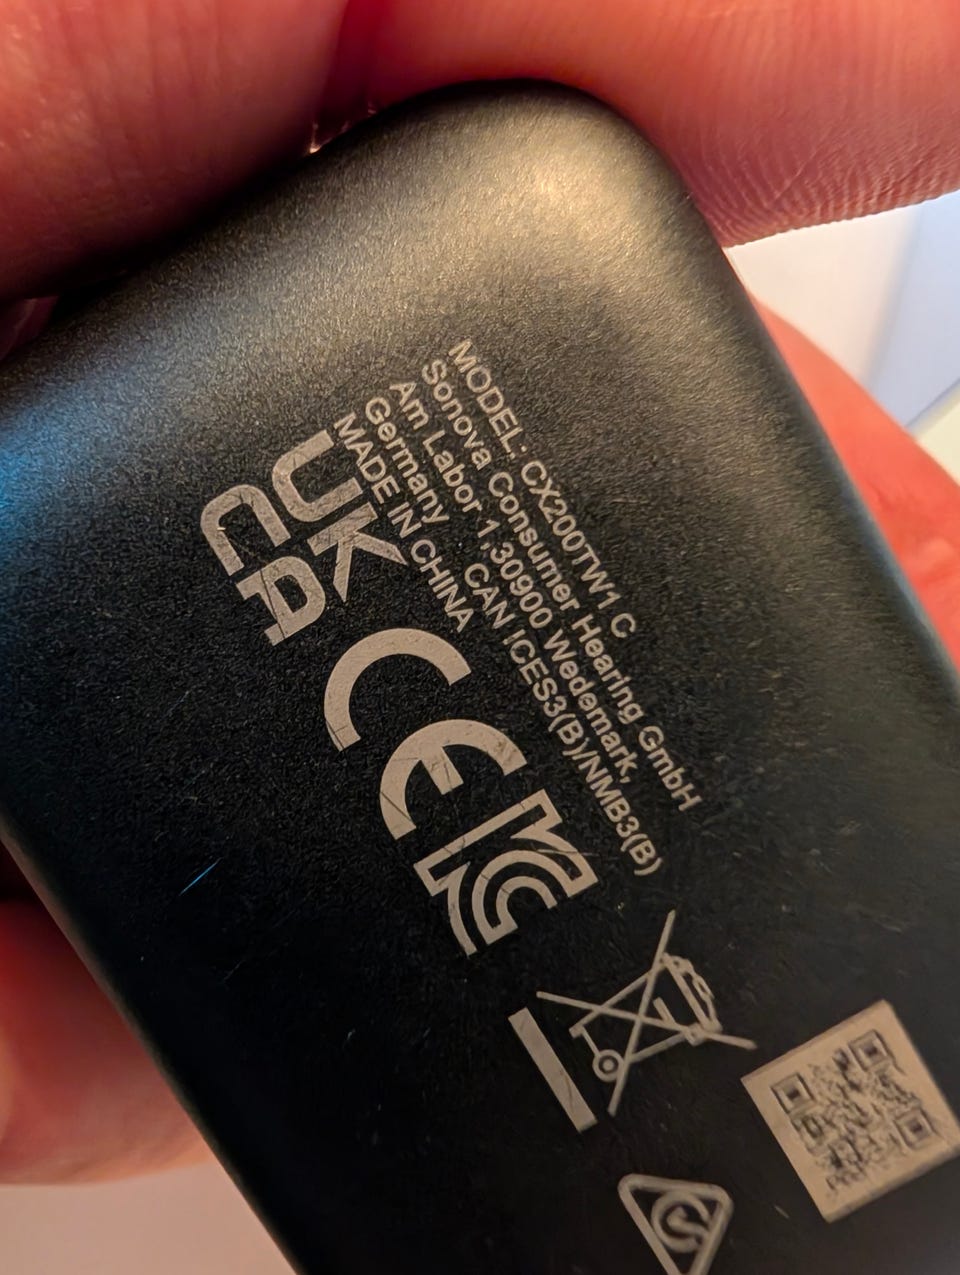 MODEL: CX200TW1 C
Sonova Consumer Hearing GmbH
Am Labor 1, 30900 Wedemark,
Germany CAN ICES3(B)/NMB3(B)
MADE IN CHINA
UK
CA
CE